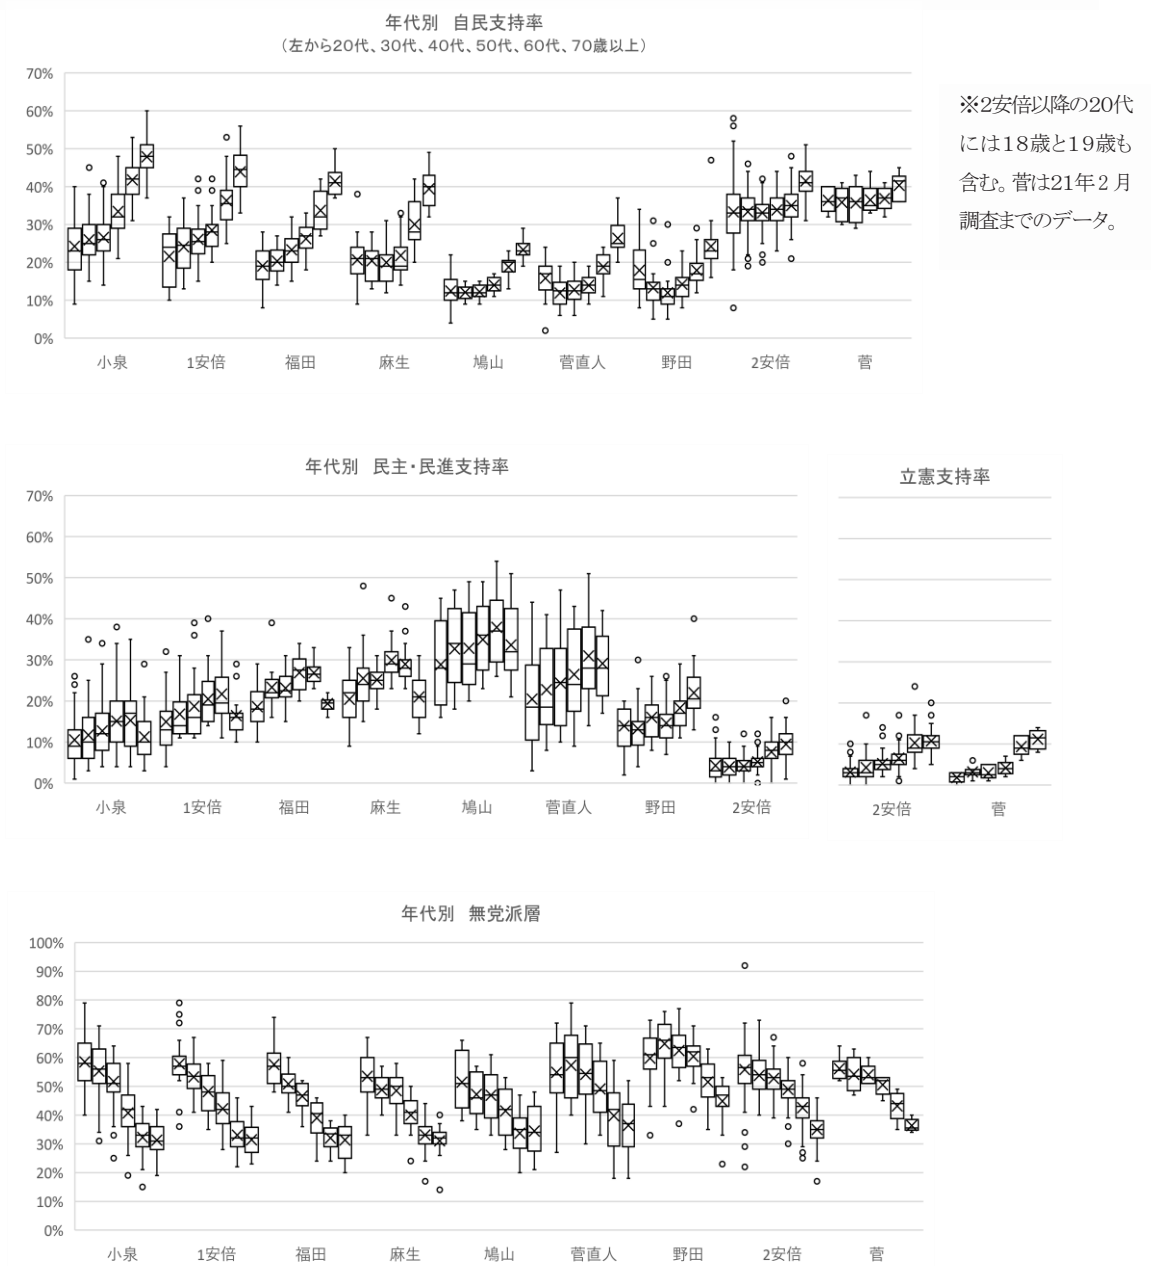 年代別　自民支持率
（左から20代、30代、40代、50代、60代、70歳以上）
70%
60%
50%
40%
30%
20%
10%
0%
小泉 1安倍 福田 麻生 鳩山 菅直人 野田 2安倍 菅
※2安倍以降の20代
には18歳と19歳も
含む。菅は21年2月
調査までのデータ。
年代別　民主・民進支持率
70%
60%
50%
40%
30%
20%
10%
0%
小泉 1安倍 福田 麻生 鳩山 菅直人 野田 2安倍
立憲支持率
2安倍 菅
年代別　無党派層
100%
90%
80%
70%
60%
50%
40%
30%
20%
10%
0%
小泉 1安倍 福田 麻生 鳩山 菅直人 野田 2安倍 菅